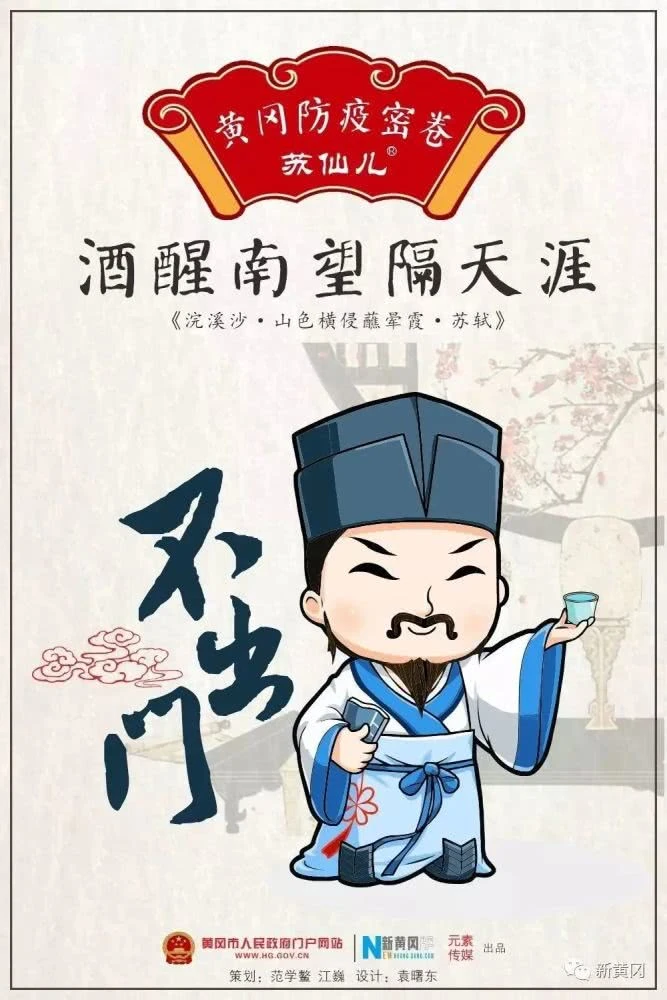 黄冈防疫密卷
苏仙儿®
酒醒南望隔天涯
《浣溪沙·山色横侵蘸晕霞·苏轼》
不出门
黄冈市人民政府门户网站
WWW.HG.GOV.CN
新黄冈
NEWHUANG.GANG.COM
元素
传媒
出品
策划：范学鳌 江巍 设计：袁曙东
新黄冈